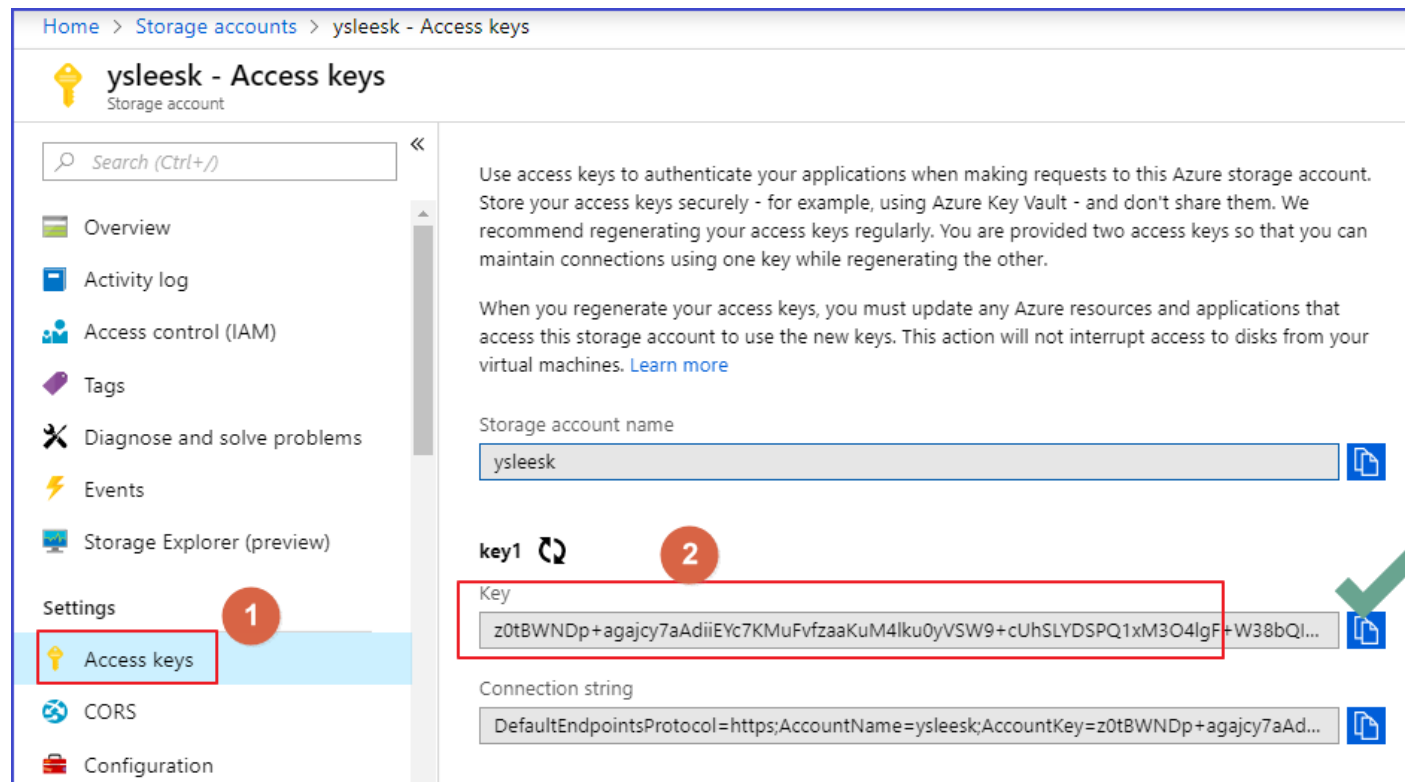 Home > Storage accounts > ysleesk - Access keys
ysleesk - Access keys
Storage account
Search (Ctrl+/)
«
Overview
Activity log
Access control (IAM)
Tags
Diagnose and solve problems
Events
Storage Explorer (preview)
Settings
1
Access keys
CORS
Configuration
Use access keys to authenticate your applications when making requests to this Azure storage account.
Store your access keys securely - for example, using Azure Key Vault - and don't share them. We
recommend regenerating your access keys regularly. You are provided two access keys so that you can
maintain connections using one key while regenerating the other.
When you regenerate your access keys, you must update any Azure resources and applications that
access this storage account to use the new keys. This action will not interrupt access to disks from your
virtual machines. Learn more
Storage account name
ysleesk
key1
2
Key
Connection string
DefaultEndpointsProtocol=https;AccountName=ysleesk;AccountKey=z0tBWNDp+agajcy7aAd...